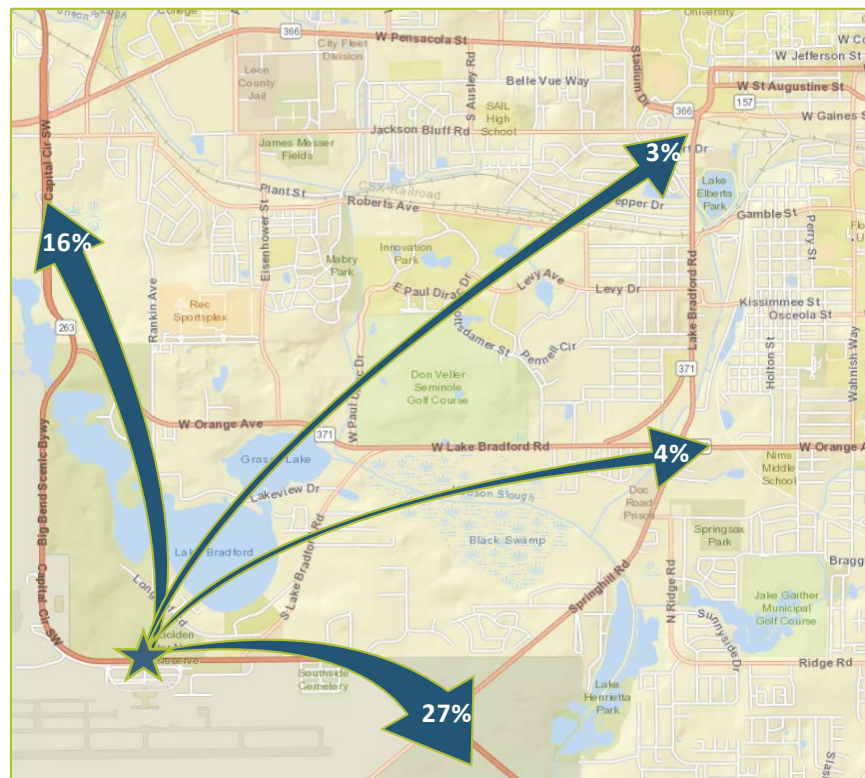 College
366
W Pensacola St
University
W Jefferson St
W St Augustine St
157
W Gaines S
City Fleet
Division
Leon
County
Jail
S Ausley Rd
Belle Vue Way
Stadium Dr
SAIL
High
School
366
Jackson Bluff Rd
James Messer
Fields
3%
Capital Cir SW
Plant St
CSX Railroad
Roberts Ave
Eisenhower St
Lake
Elberta
Park
Gamble St
Perry St
16%
Mabry
Park
Innovation
Park
E Paul Dirac Dr
Levy Ave
Levy Dr
Lake Bradford Rd
Kissimmee St
Osceola St
Rankin Ave
Rec
Sportsplex
263
Pennell Cir
371
Holton St
Wahnish Way
W Paul Dirac Dr
Don Veller
Seminole
Golf Course
W Orange Ave
371
W Lake Bradford Rd
4%
W Orange A
Lakeview Dr
Nims
Middle
School
Doc
Road
Prison
Big Bend Scenic Bywy
Black Swamp
Springsax
Park
Lake Bradford
S Lake Bradford Rd
Springhill Rd
N Ridge Rd
Bragg
Jake Gaither
Municipal
Golf Course
Sunnyside Dr
Capital Cir SW
Golden
Ridge Rd
Southside
Cemetery
Lake
Henrietta
Park
27%